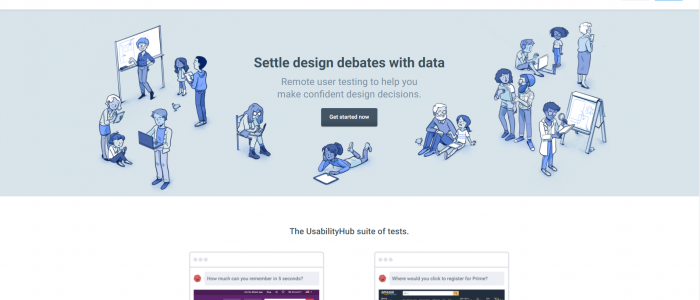 Settle design debates with data
Remote user testing to help you
make confident design decisions.
Get started now
The UsabilityHub suite of tests.
How much can you remember in 5 seconds?
Where would you click to register for Prime?
amazon